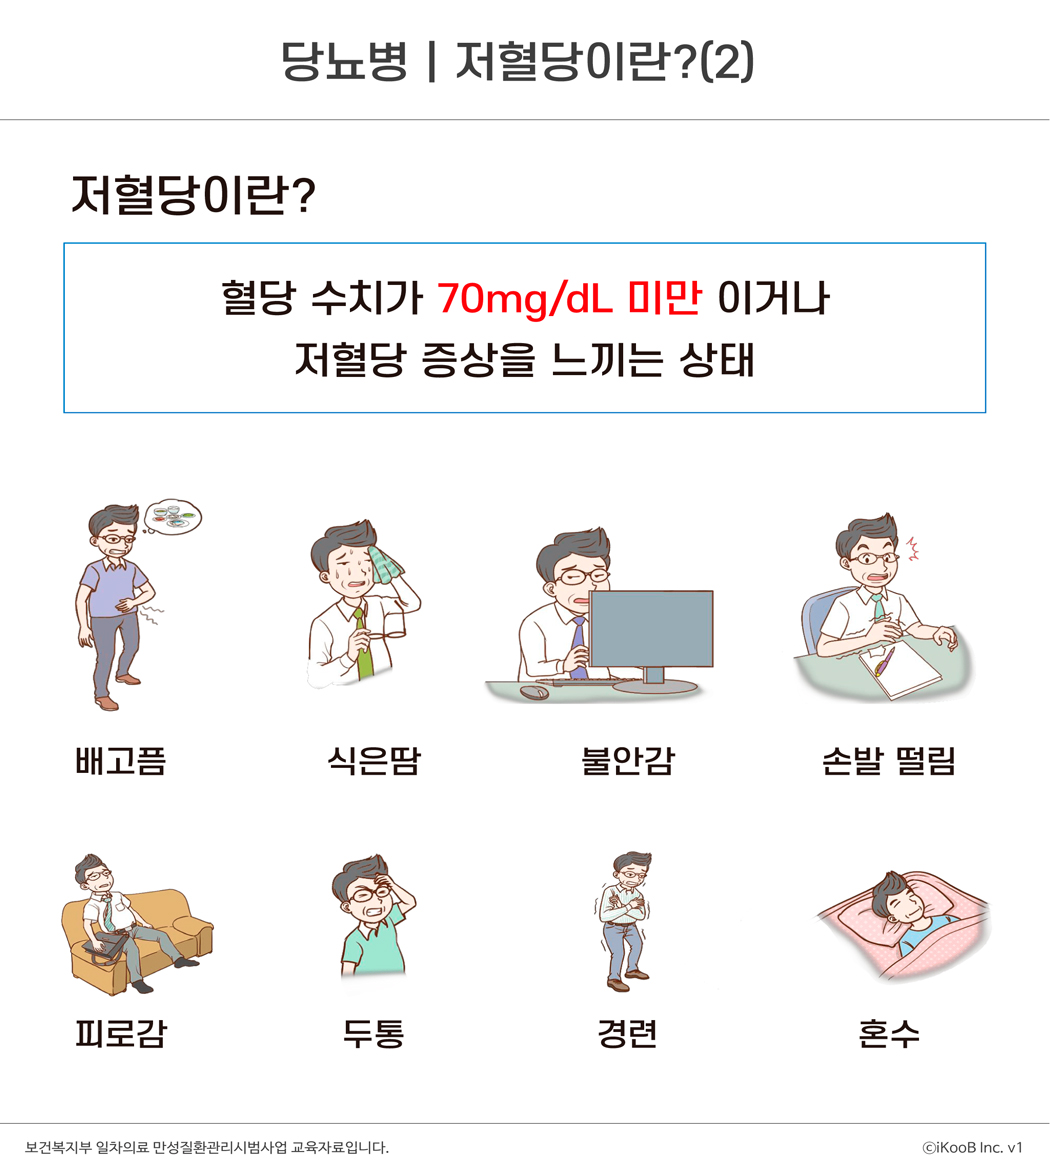 당뇨병 | 저혈당이란?(2)
저혈당이란?
혈당 수치가 70mg/dL 미만 이거나
저혈당 증상을 느끼는 상태
배고픔 식은땀 불안감 손발 떨림
피로감 두통 경련 혼수
보건복지부 일차의료 만성질환관리시범사업 교육자료입니다. ⓒiKooB Inc. v1